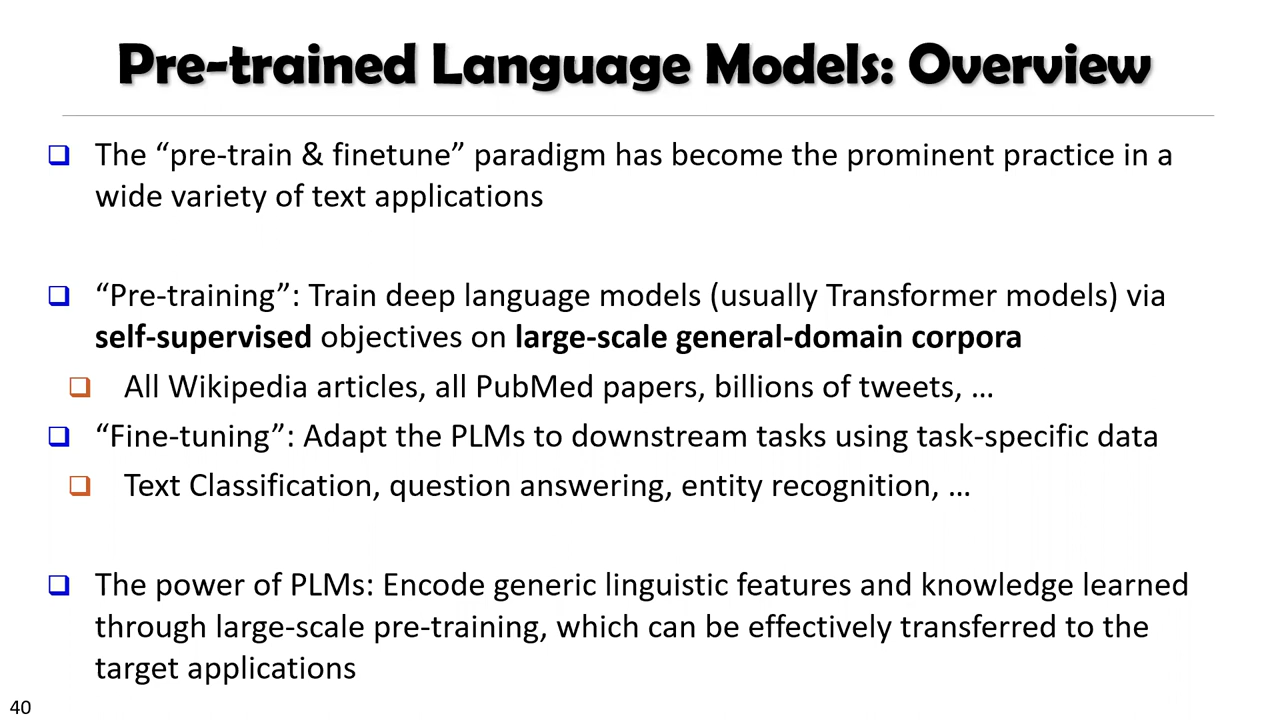 Pre-trained Language Models: Overview
❑ The “pre-train & finetune” paradigm has become the prominent practice in a
wide variety of text applications
❑ “Pre-training”: Train deep language models (usually Transformer models) via
self-supervised objectives on large-scale general-domain corpora
❑ All Wikipedia articles, all PubMed papers, billions of tweets, …
❑ “Fine-tuning”: Adapt the PLMs to downstream tasks using task-specific data
❑ Text Classification, question answering, entity recognition, …
❑ The power of PLMs: Encode generic linguistic features and knowledge learned
through large-scale pre-training, which can be effectively transferred to the
target applications
40